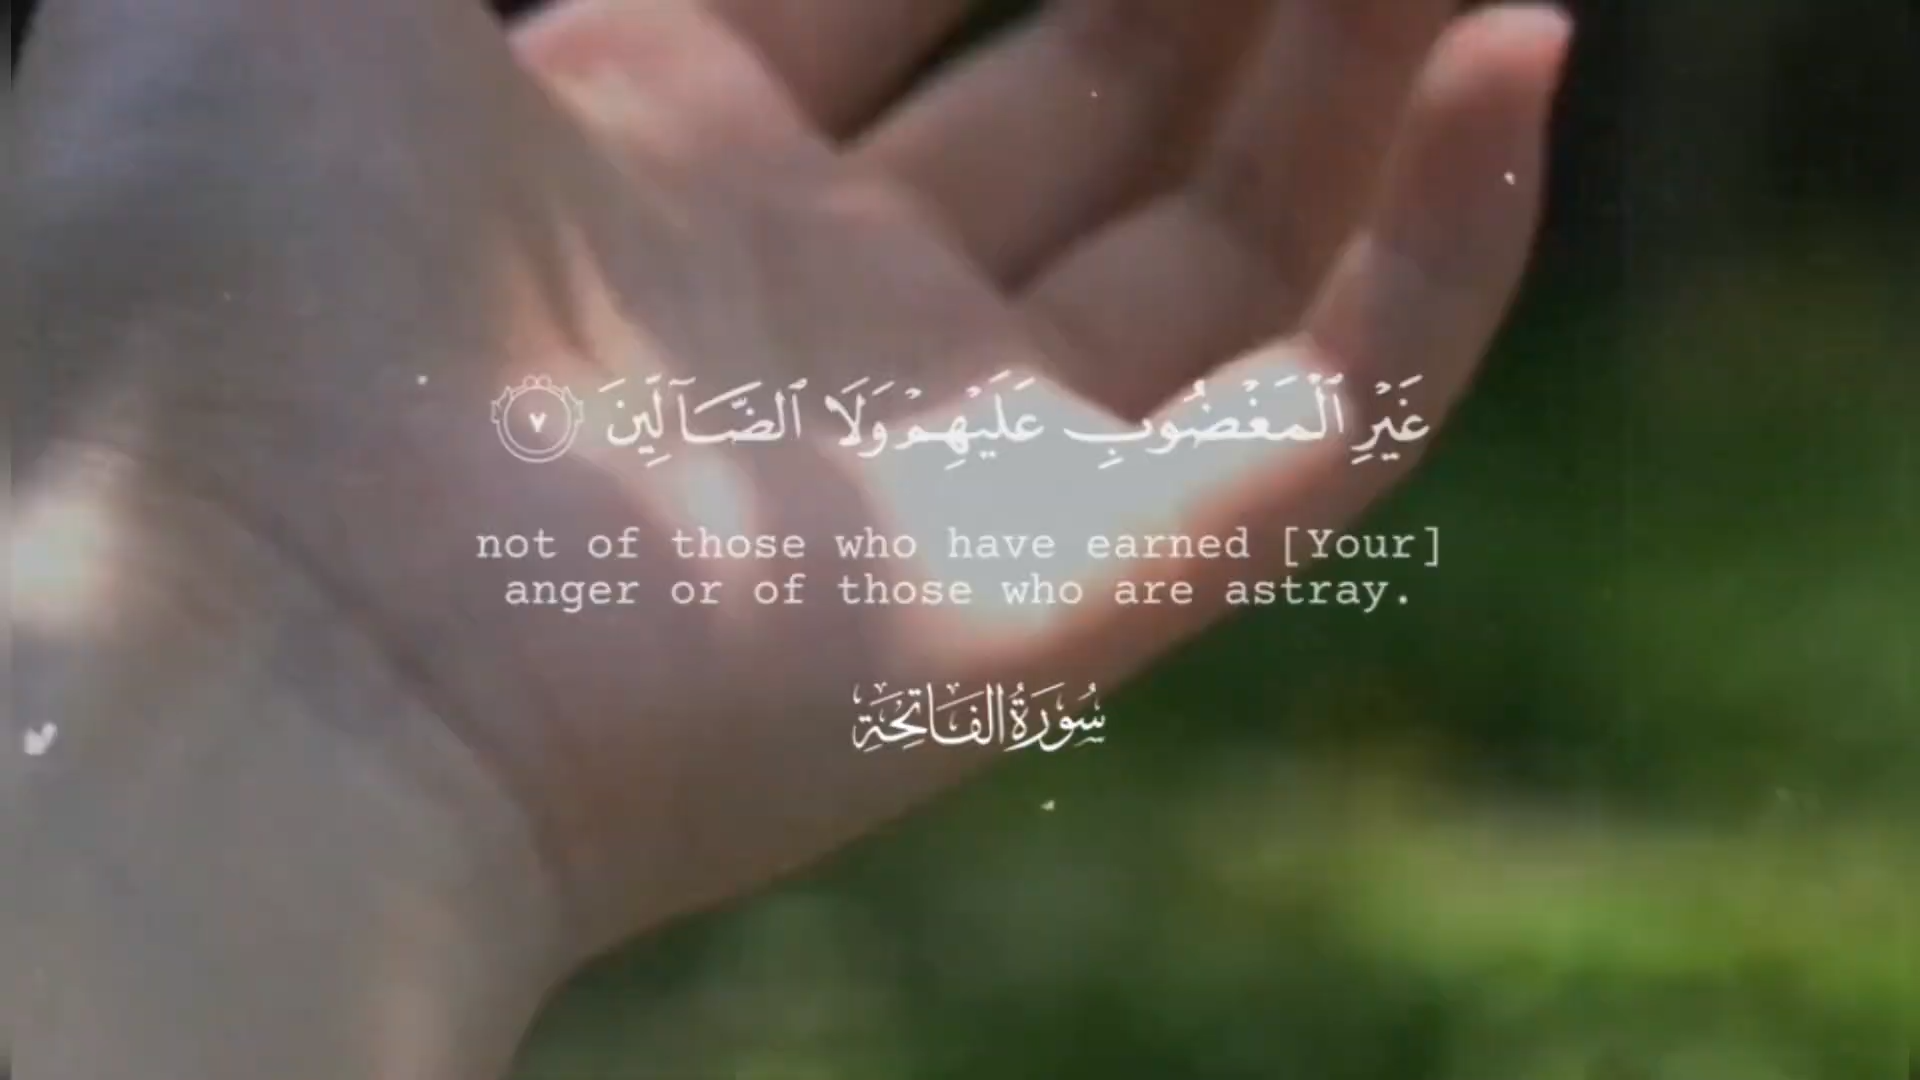 غَيْرِ ٱلْمَغْضُوبِ عَلَيْهِمْ وَلَا ٱلضَّآلِّينَ ٧
not of those who have earned [Your]
anger or of those who are astray.
سُورَةُ الفَاتِحَةِ